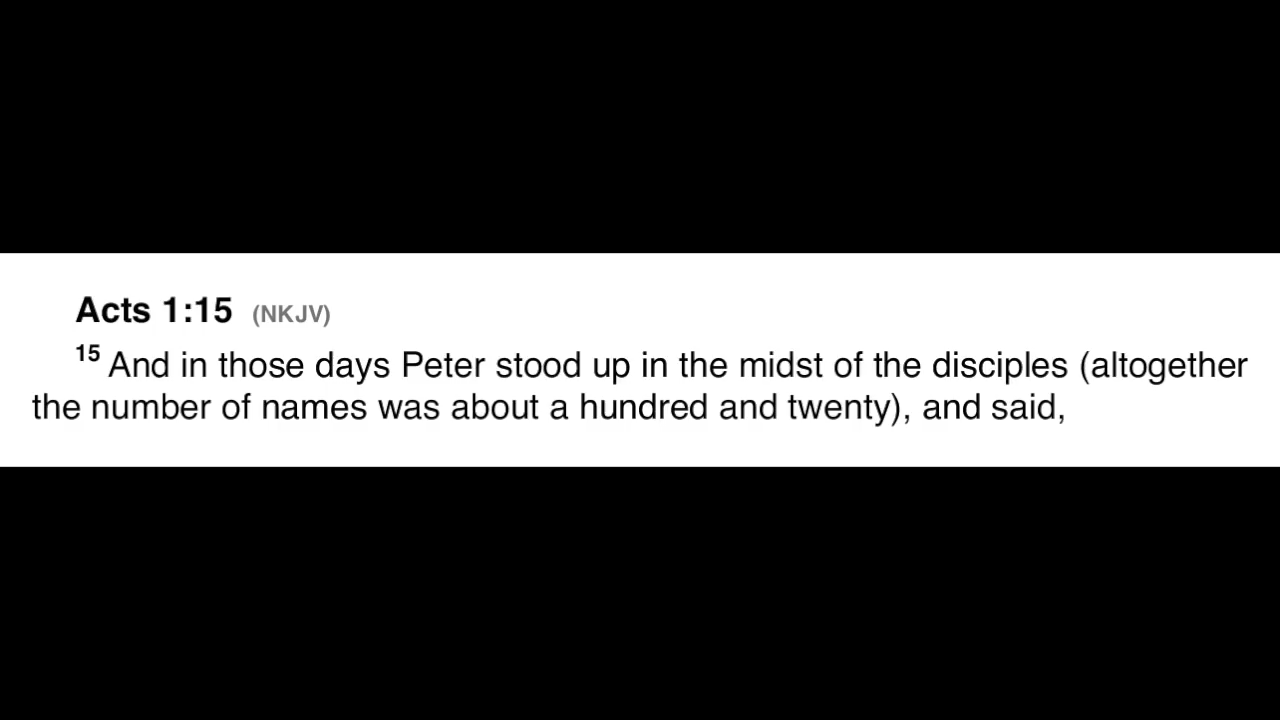 Acts 1:15 (NKJV)
15 And in those days Peter stood up in the midst of the disciples (altogether
the number of names was about a hundred and twenty), and said,